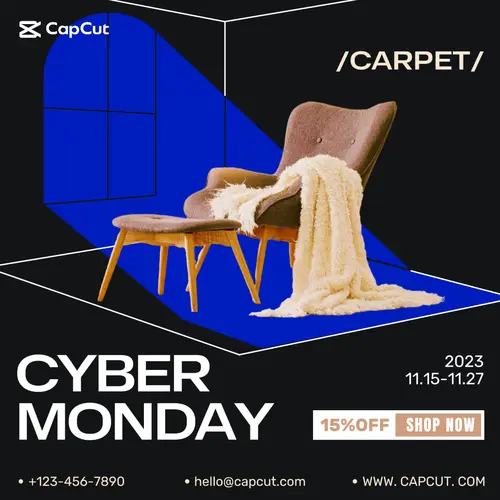 CapCut
/CARPET/
CYBER
MONDAY
2023
11.15-11.27
15%OFF SHOP NOW
• +123-456-7890 • hello@capcut.com • WWW. CAPCUT. COM